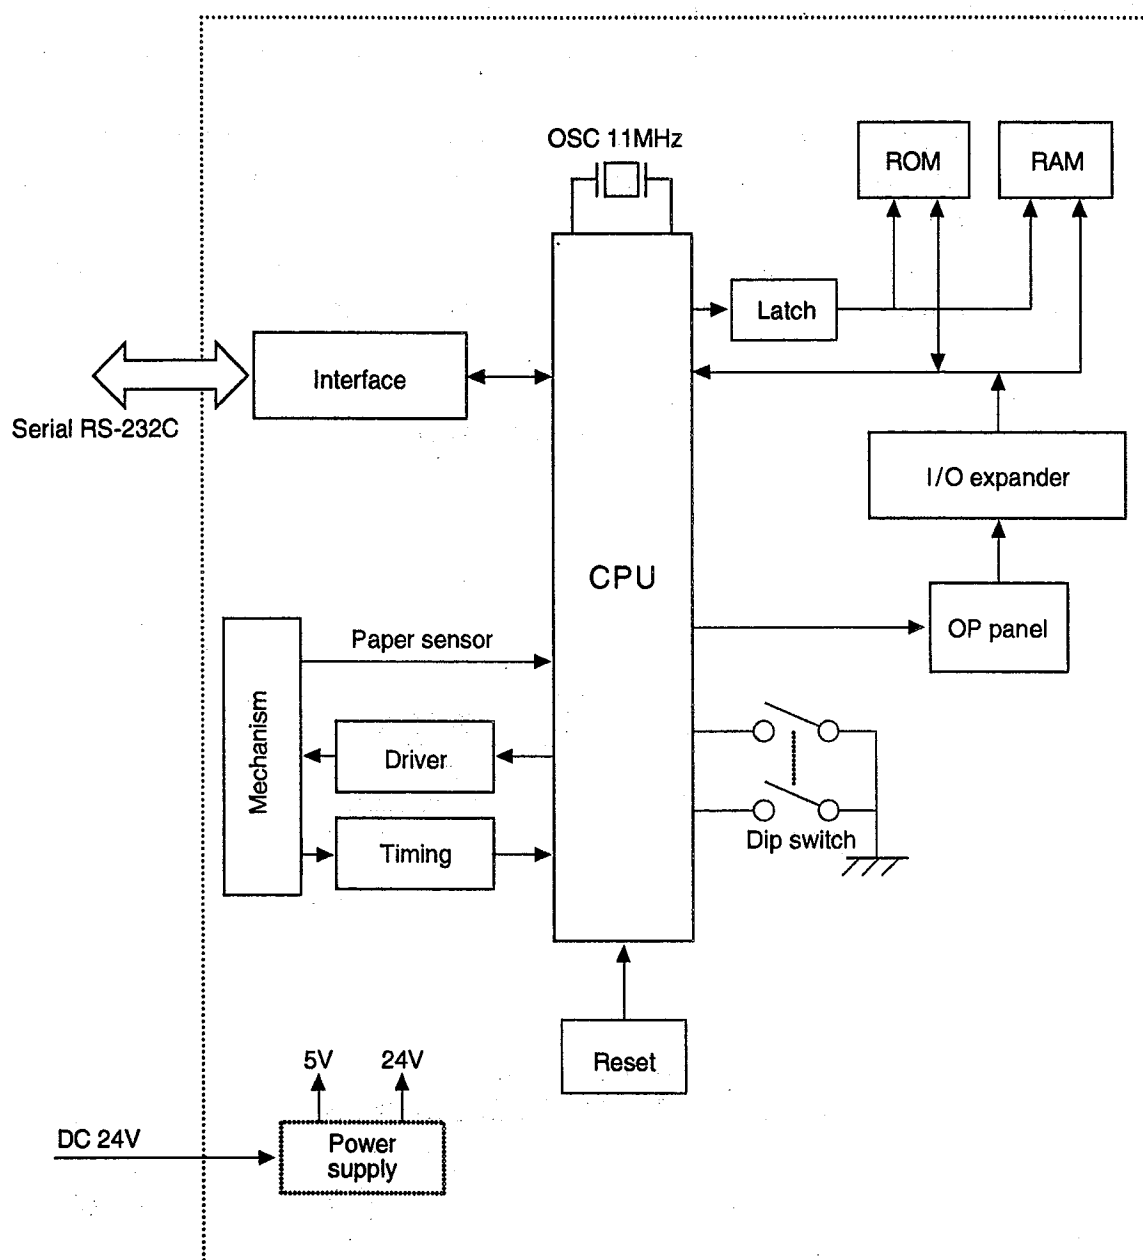 OSC 11MHz
ROM
RAM
Latch
Interface
Serial RS-232C
I/O expander
CPU
OP panel
Paper sensor
Mechanism
Driver
Timing
Dip switch
Reset
5V
24V
DC 24V
Power
supply